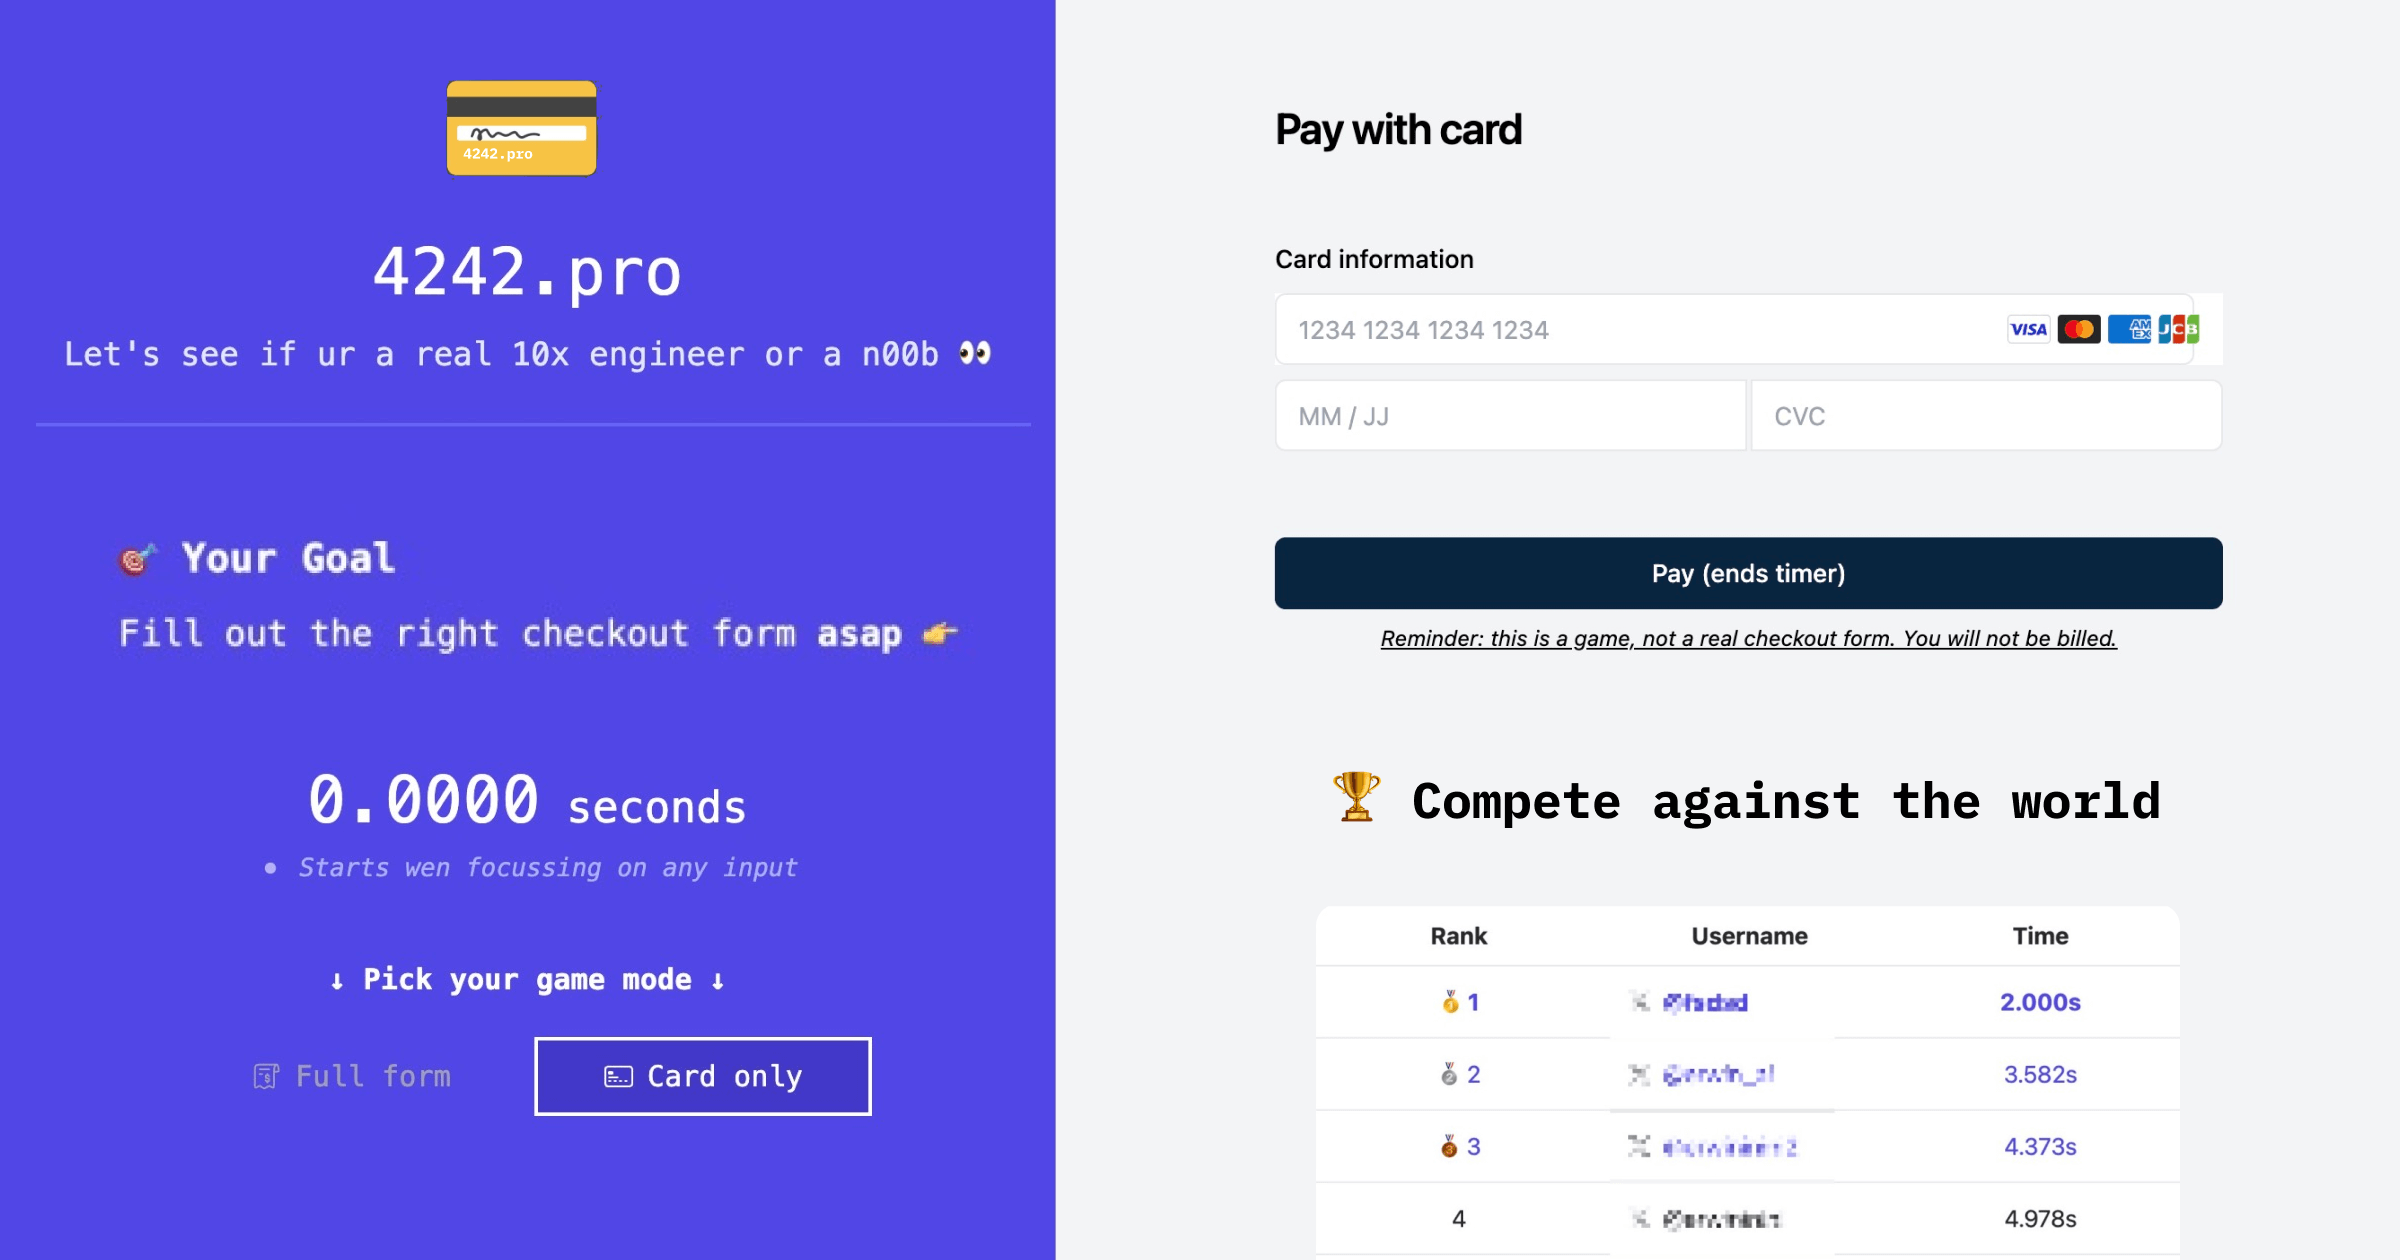 4242.pro
4242.pro
Let's see if ur a real 10x engineer or a n00b 👀
🎯 Your Goal
Fill out the right checkout form asap 👉
0.0000 seconds
• Starts wen focussing on any input
↓ Pick your game mode ↓
Full form
Card only
Pay with card
Card information
1234 1234 1234 1234 VISA AM EX JCB
MM / JJ CVC
Pay (ends timer)
Reminder: this is a game, not a real checkout form. You will not be billed.
🏆 Compete against the world
Rank Username Time
🥇 1 2.000s
🥈 2 3.582s
🥉 3 4.373s
4 4.978s